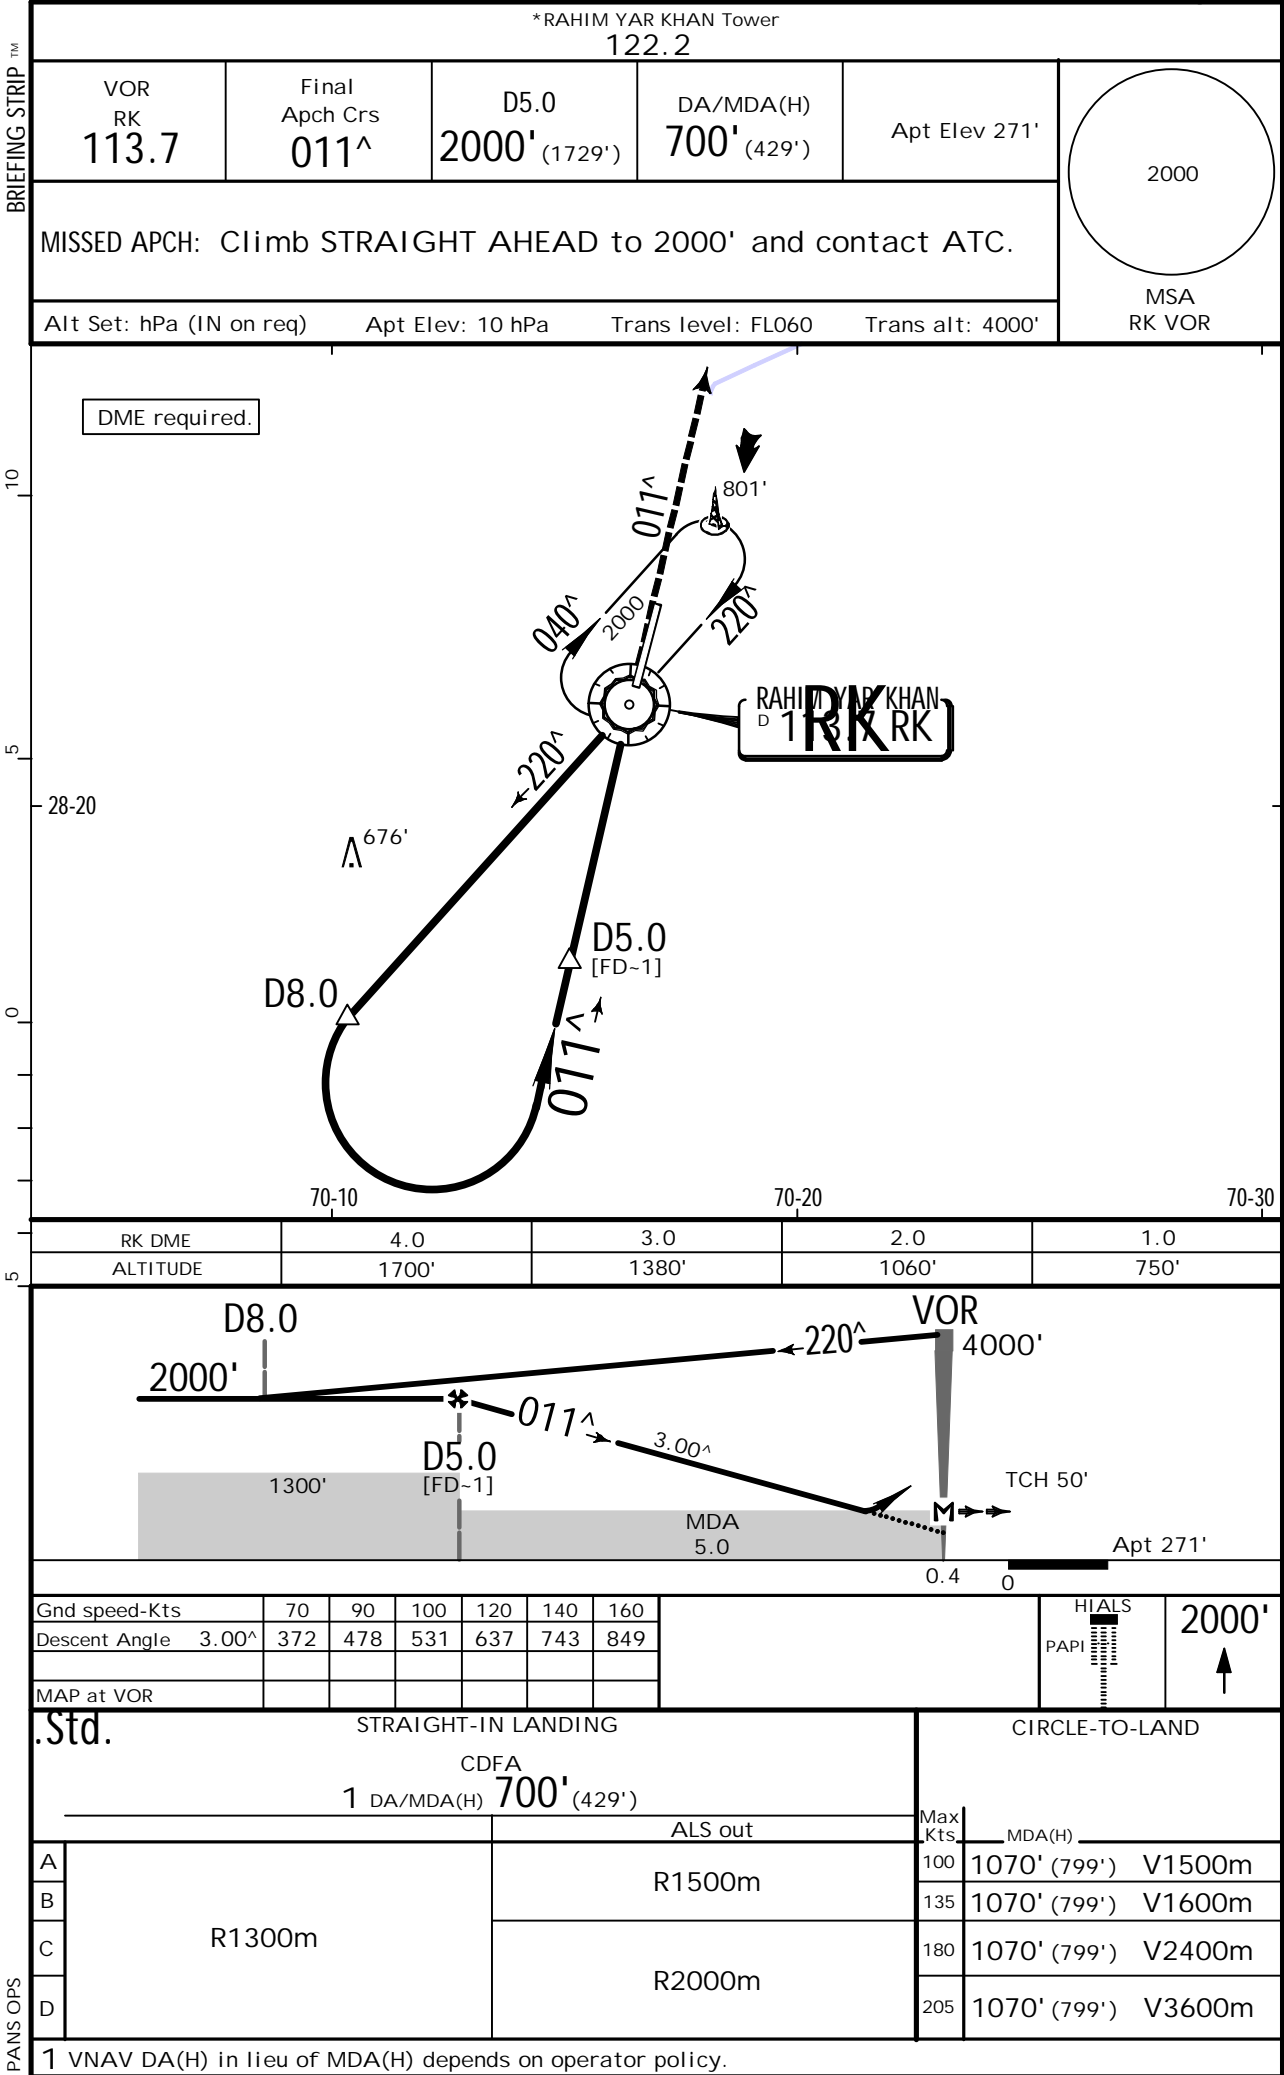 *RAHIM YAR KHAN Tower
122.2
BRIEFING STRIP ™
VOR
RK
113.7
Final
Apch Crs
011^
D5.0
2000' (1729')
DA/MDA(H)
700' (429')
Apt Elev 271'
2000
MSA
RK VOR
MISSED APCH: Climb STRAIGHT AHEAD to 2000' and contact ATC.
Alt Set: hPa (IN on req) Apt Elev: 10 hPa Trans level: FL060 Trans alt: 4000'
DME required.
10
801'
011^
040^
2000
220^
RAHIM YAR KHAN
D 113.7 RK
RK
220^
5
28-20
676'
D5.0
[FD~1]
D8.0
0
011^
70-10 70-20 70-30
RK DME 4.0 3.0 2.0 1.0
ALTITUDE 1700' 1380' 1060' 750'
5
D8.0
VOR
2000'
220^
4000'
011^
3.00^
D5.0
[FD~1]
1300'
TCH 50'
MDA
5.0
M
Apt 271'
0.4
0
Gnd speed-Kts 70 90 100 120 140 160
Descent Angle 3.00^ 372 478 531 637 743 849
MAP at VOR
HIALS
PAPI
2000'
.Std.
STRAIGHT-IN LANDING
CDFA
1 DA/MDA(H) 700' (429')
ALS out
CIRCLE-TO-LAND
Max
Kts
MDA(H)
A
B
C
D
R1300m
R1500m
R2000m
100 1070' (799') V1500m
135 1070' (799') V1600m
180 1070' (799') V2400m
205 1070' (799') V3600m
PANS OPS
1 VNAV DA(H) in lieu of MDA(H) depends on operator policy.